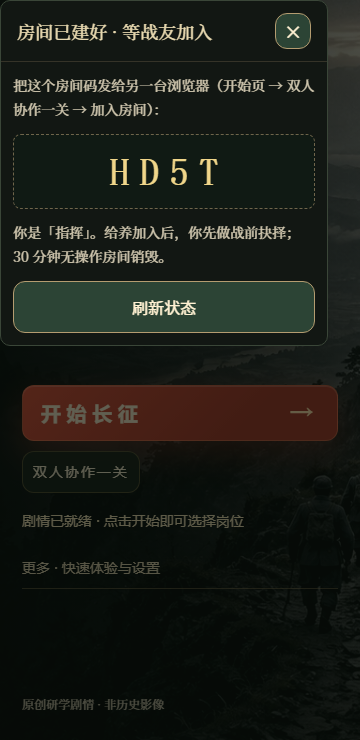 房间已建好 · 等战友加入
×
把这个房间码发给另一台浏览器（开始页 → 双人
协作一关 → 加入房间）：
HD5T
你是「指挥」。给养加入后，你先做战前抉择；
30 分钟无操作房间销毁。
刷新状态
开始长征 →
双人协作一关
剧情已就绪 · 点击开始即可选择岗位
更多 · 快速体验与设置
原创研学剧情 · 非历史影像